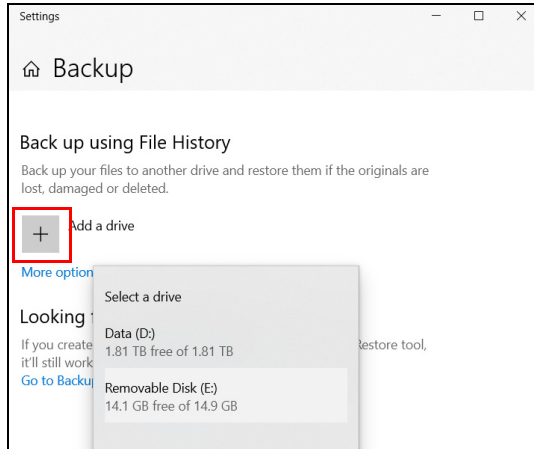 Settings
Backup
Back up using File History
Back up your files to another drive and restore them if the originals are
lost, damaged or deleted.
Add a drive
More option
Select a drive
Looking
Data (D:)
If you create
1.81 TB free of 1.81 TB
Restore tool,
it'll still work
Go to Backu
Removable Disk (E:)
14.1 GB free of 14.9 GB